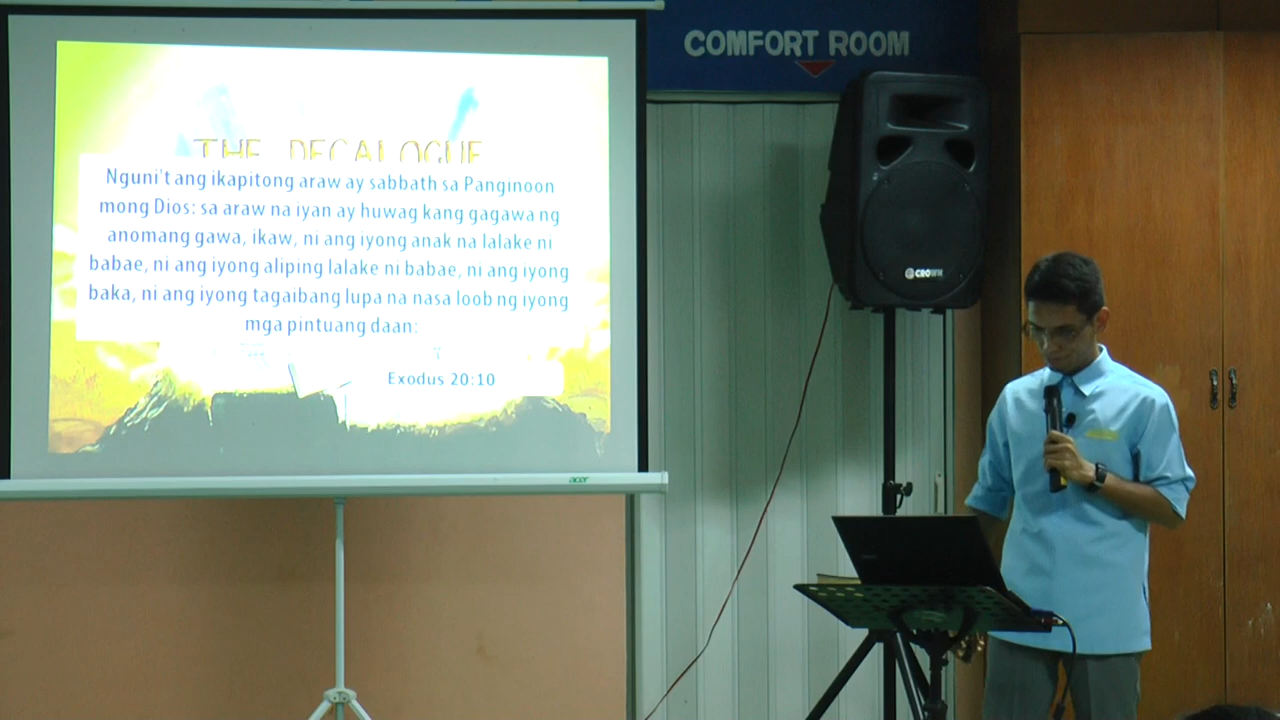 COMFORT ROOM
THE DECALOGUE
Nguni't ang ikapitong araw ay sabbath sa Panginoon
mong Dios: sa araw na iyan ay huwag kang gagawa ng
anomang gawa, ikaw, ni ang iyong anak na lalake ni
babae, ni ang iyong aliping lalake ni babae, ni ang iyong
baka, ni ang iyong tagaibang lupa na nasa loob ng iyong
mga pintuang daan:
Exodus 20:10
CROWN
acer